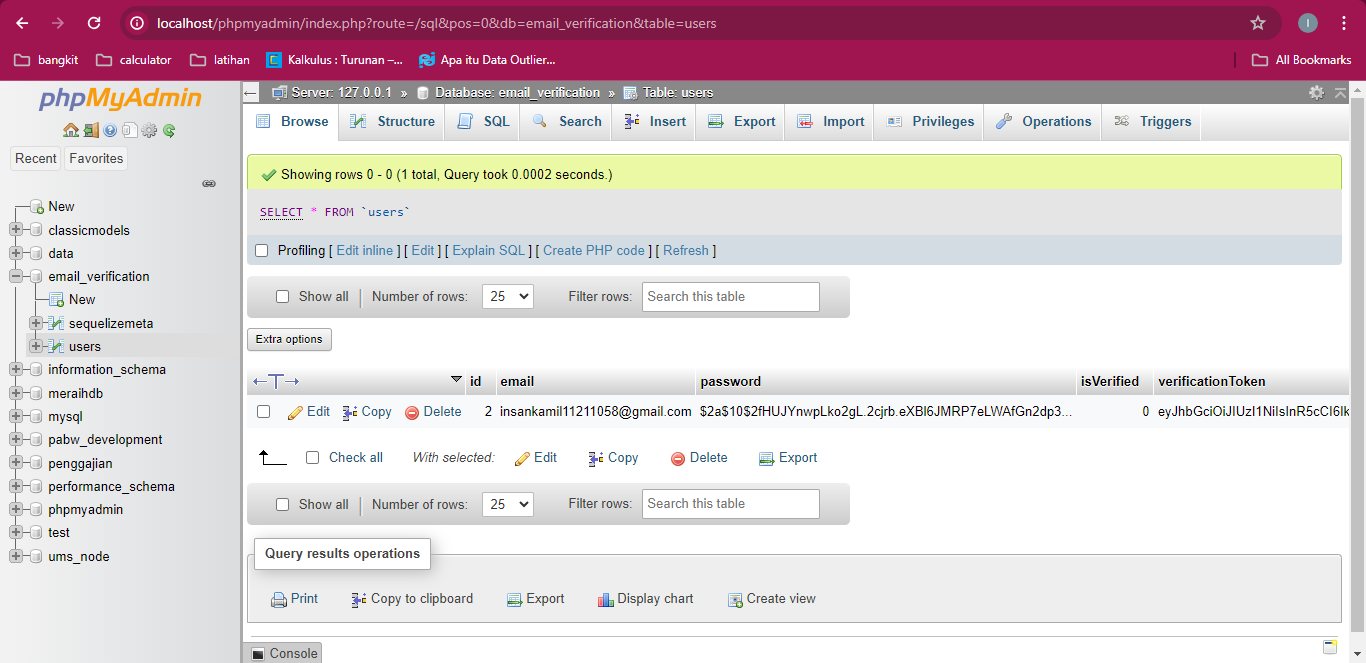 localhost/phpmyadmin/index.php?route=/sql&pos=0&db=email_verification&table=users
I
bangkit calculator latihan Kalkulus : Turunan –... Apa itu Data Outlier... All Bookmarks
phpMyAdmin
Recent Favorites
New
classicmodels
data
email_verification
New
sequelizemeta
users
information_schema
meraihdb
mysql
pabw_development
penggajian
performance_schema
phpmyadmin
test
ums_node
Server: 127.0.0.1 » Database: email_verification » Table: users
Browse Structure SQL Search Insert Export Import Privileges Operations Triggers
Showing rows 0 - 0 (1 total, Query took 0.0002 seconds.)
SELECT * FROM `users`
Profiling [ Edit inline ] [ Edit ] [ Explain SQL ] [ Create PHP code ] [ Refresh ]
Show all Number of rows: 25 Filter rows: Search this table
Extra options
←T→ id email password isVerified verificationToken
Edit Copy Delete 2 insankamil11211058@gmail.com $2a$10$2fHUJYnwpLko2gL.2cjrb.eXBl6JMRP7eLWAfGn2dp3... 0 eyJhbGciOiJIUzI1NiIsInR5cCI6Ik
Check all With selected: Edit Copy Delete Export
Show all Number of rows: 25 Filter rows: Search this table
Query results operations
Print Copy to clipboard Export Display chart Create view
Console